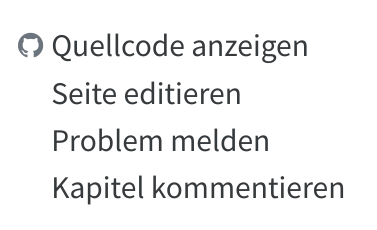 Quellcode anzeigen
Seite editieren
Problem melden
Kapitel kommentieren